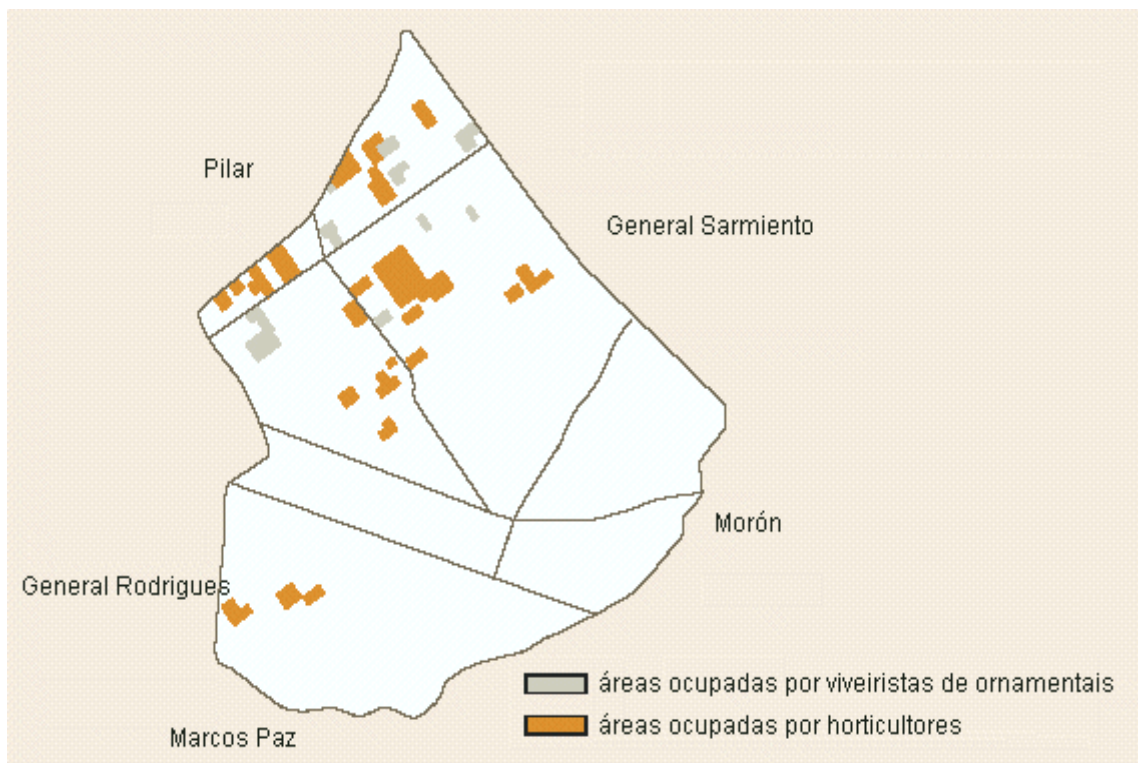 Pilar
General Sarmiento
Morón
General Rodrigues
áreas ocupadas por viveiristas de ornamentais
áreas ocupadas por horticultores
Marcos Paz